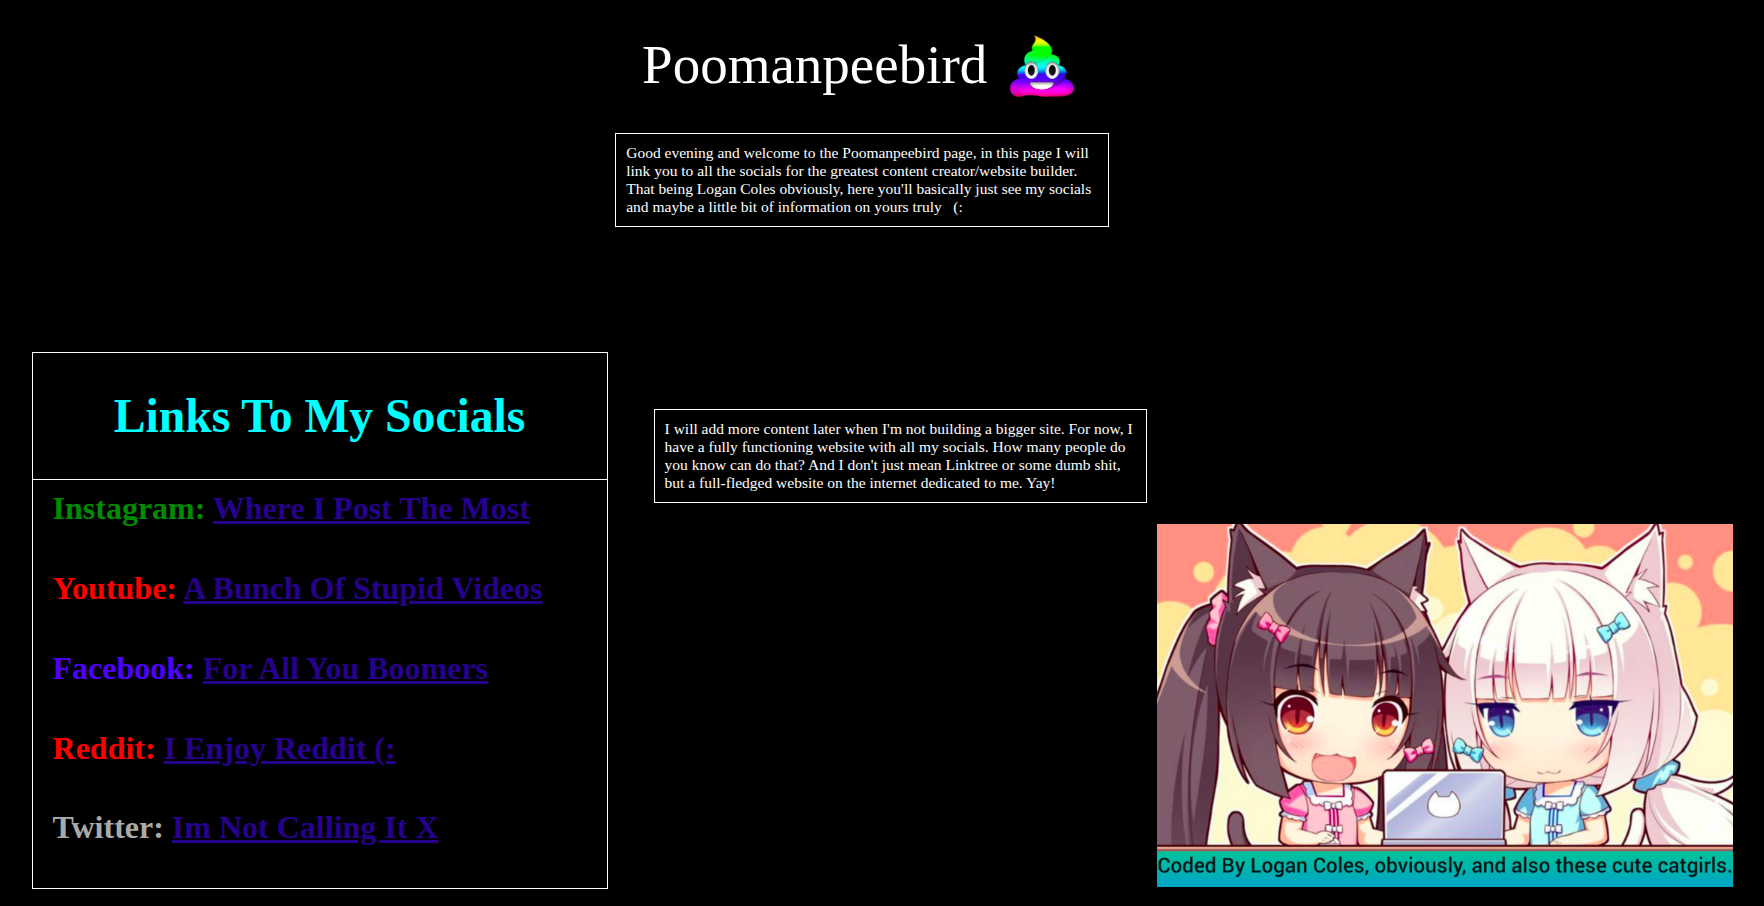 Poomanpeebird
Good evening and welcome to the Poomanpeebird page, in this page I will
link you to all the socials for the greatest content creator/website builder.
That being Logan Coles obviously, here you'll basically just see my socials
and maybe a little bit of information on yours truly (:
Links To My Socials
Instagram: Where I Post The Most
Youtube: A Bunch Of Stupid Videos
Facebook: For All You Boomers
Reddit: I Enjoy Reddit (:
Twitter: Im Not Calling It X
I will add more content later when I'm not building a bigger site. For now, I
have a fully functioning website with all my socials. How many people do
you know can do that? And I don't just mean Linktree or some dumb shit,
but a full-fledged website on the internet dedicated to me. Yay!
Coded By Logan Coles, obviously, and also these cute catgirls.